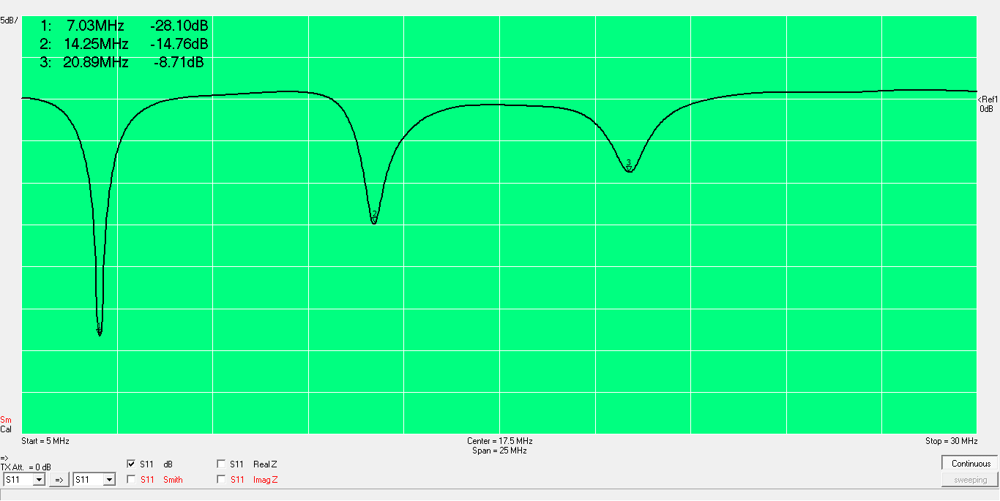 5dB/
1: 7.03MHz -28.10dB
2: 14.25MHz -14.76dB
3: 20.89MHz -8.71dB
<Ref1
0dB
3
2
1
Sm
Cal
Start = 5 MHz Center = 17.5 MHz Stop = 30 MHz
Span = 25 MHz
=>
TX Att. = 0 dB
S11 dB S11 Real Z Continuous
S11 => S11 S11 Smith S11 Imag Z sweeping